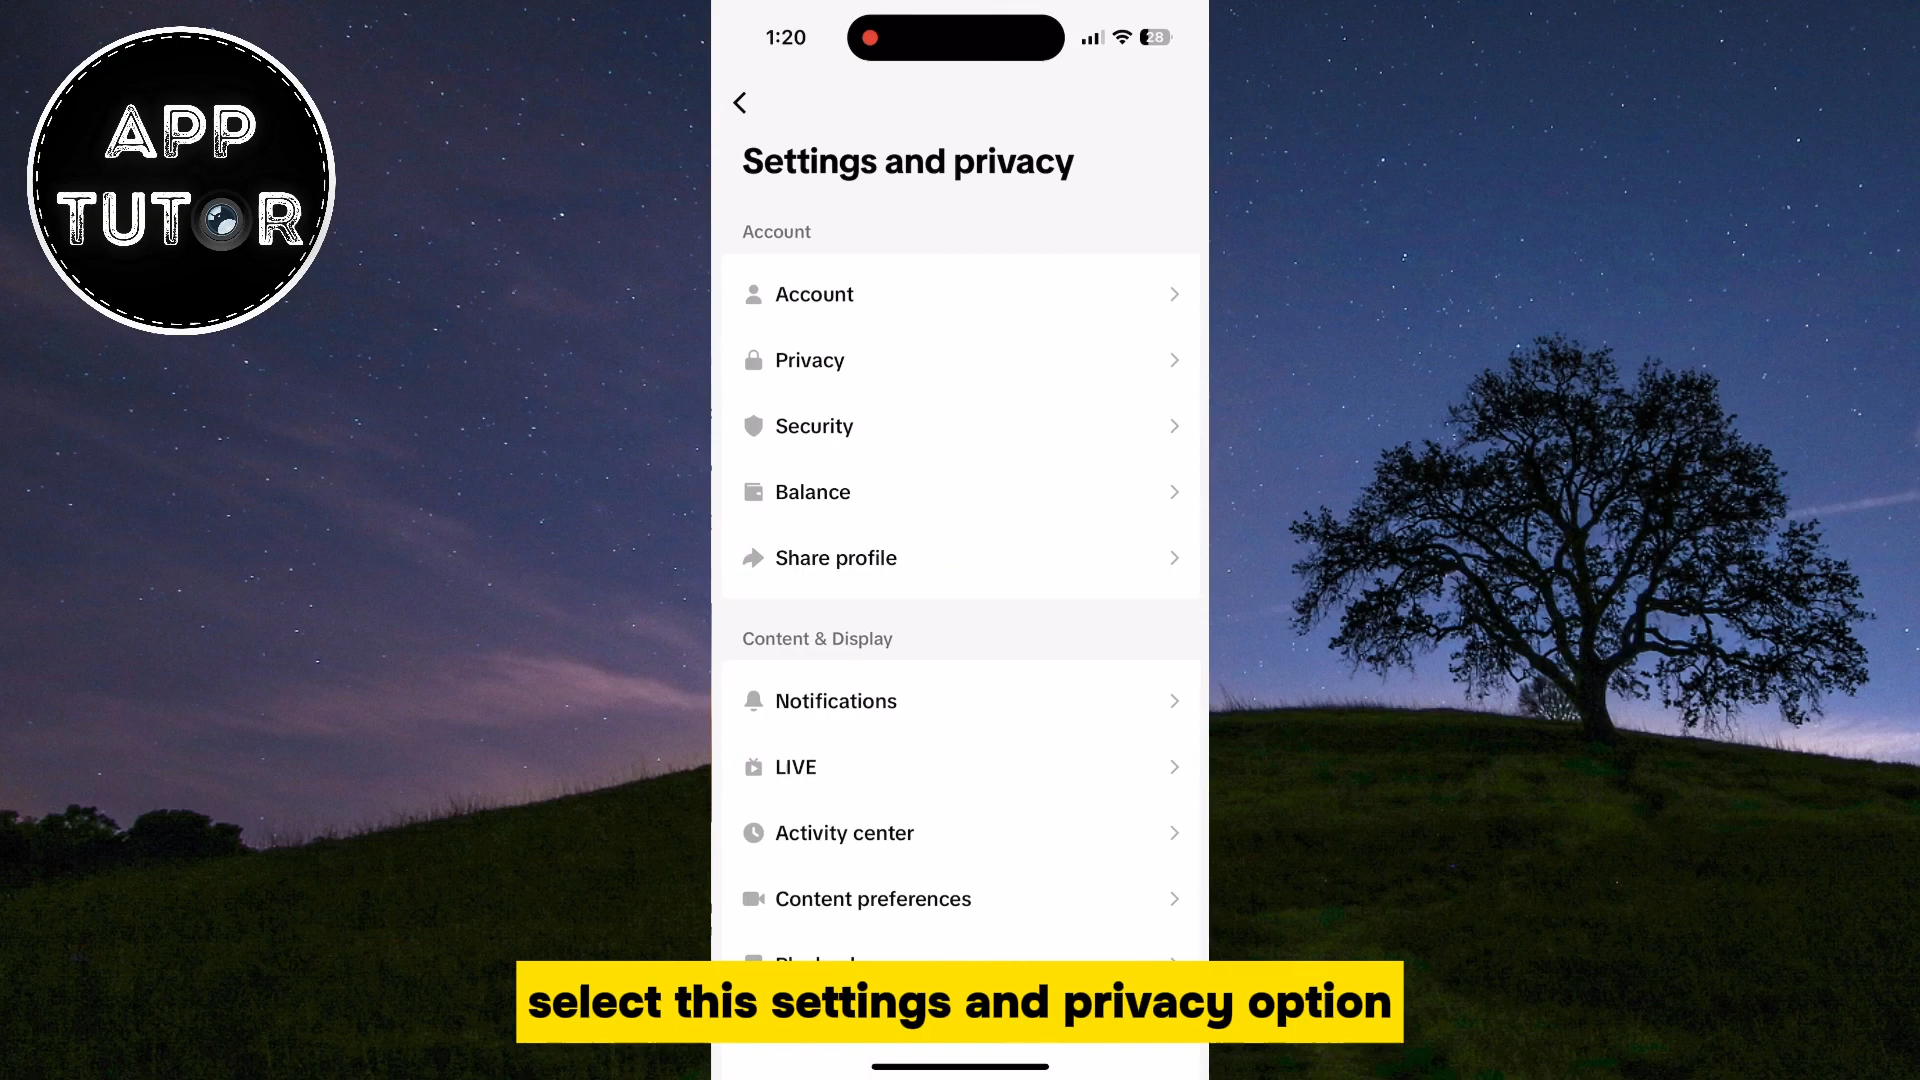 APP
TUTOR
1:20
28
Settings and privacy
Account
Account
Privacy
Security
Balance
Share profile
Content & Display
Notifications
LIVE
Activity center
Content preferences
select this settings and privacy option